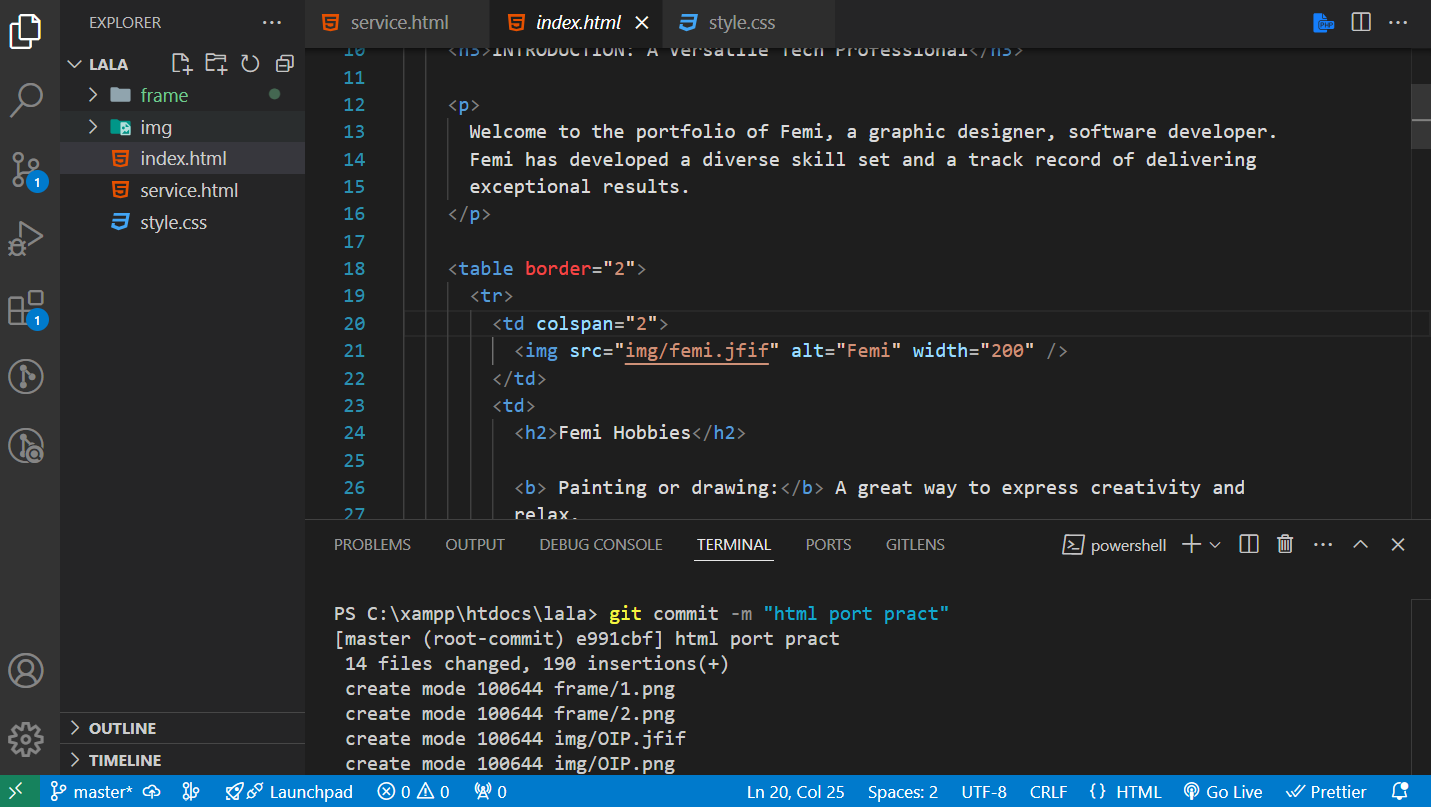 EXPLORER
LALA
frame
img
index.html
service.html
style.css
OUTLINE
TIMELINE
service.html index.html style.css
10 <h3>INTRODUCTION: A Versatile Tech Professional</h3>
11
12 <p>
13 Welcome to the portfolio of Femi, a graphic designer, software developer.
14 Femi has developed a diverse skill set and a track record of delivering
15 exceptional results.
16 </p>
17
18 <table border="2">
19 <tr>
20 <td colspan="2">
21 <img src="img/femi.jfif" alt="Femi" width="200" />
22 </td>
23 <td>
24 <h2>Femi Hobbies</h2>
25
26 <b> Painting or drawing:</b> A great way to express creativity and
27 relax.
PROBLEMS OUTPUT DEBUG CONSOLE TERMINAL PORTS GITLENS powershell
PS C:\xampp\htdocs\lala> git commit -m "html port pract"
[master (root-commit) e991cbf] html port pract
14 files changed, 190 insertions(+)
create mode 100644 frame/1.png
create mode 100644 frame/2.png
create mode 100644 img/OIP.jfif
create mode 100644 img/OIP.png
1
1
master* Launchpad 0 0 0 Ln 20, Col 25 Spaces: 2 UTF-8 CRLF {} HTML Go Live Prettier